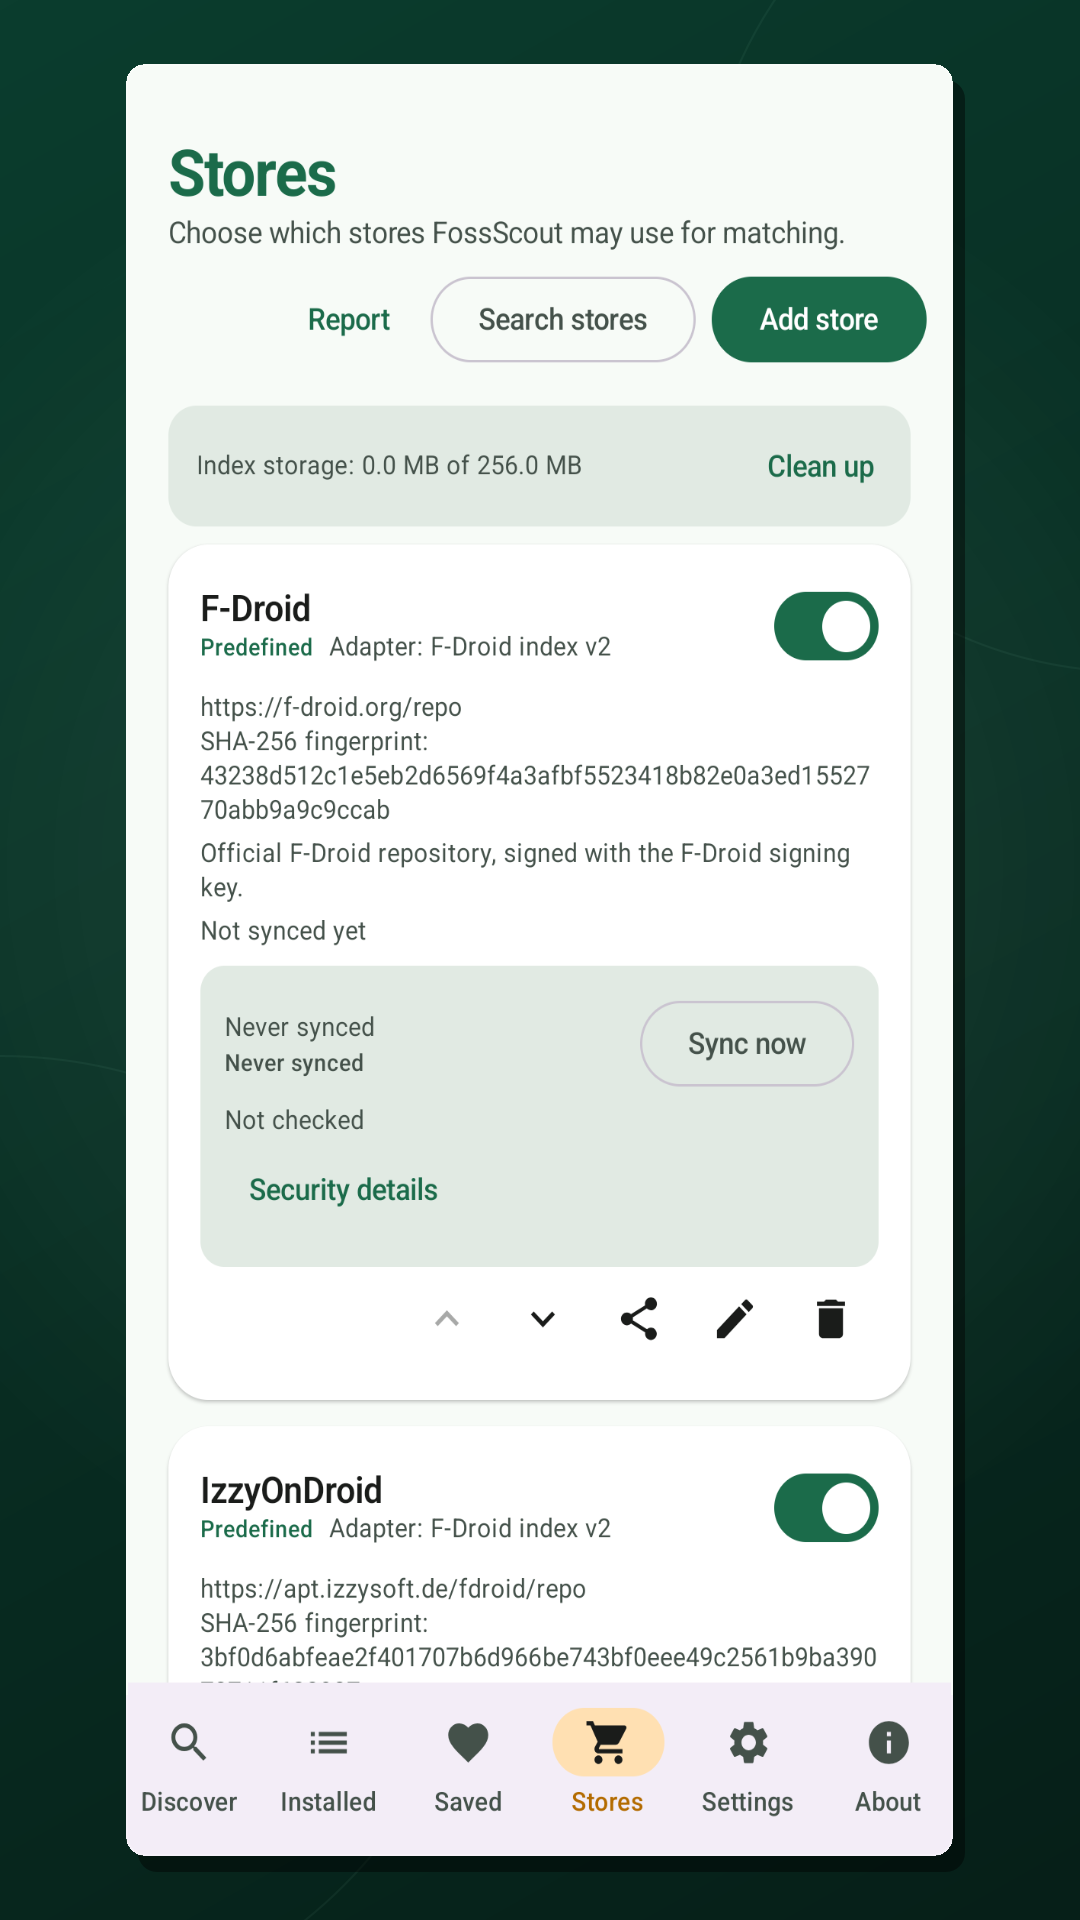 Stores
Choose which stores FossScout may use for matching.
Report
Search stores
Add store
Index storage: 0.0 MB of 256.0 MB
Clean up
F-Droid
Predefined Adapter: F-Droid index v2
https://f-droid.org/repo
SHA-256 fingerprint:
43238d512c1e5eb2d6569f4a3afbf5523418b82e0a3ed15527
70abb9a9c9ccab
Official F-Droid repository, signed with the F-Droid signing
key.
Not synced yet
Never synced
Never synced
Sync now
Not checked
Security details
IzzyOnDroid
Predefined Adapter: F-Droid index v2
https://apt.izzysoft.de/fdroid/repo
SHA-256 fingerprint:
3bf0d6abfeae2f401707b6d966be743bf0eee49c2561b9ba390
Discover
Installed
Saved
Stores
Settings
About